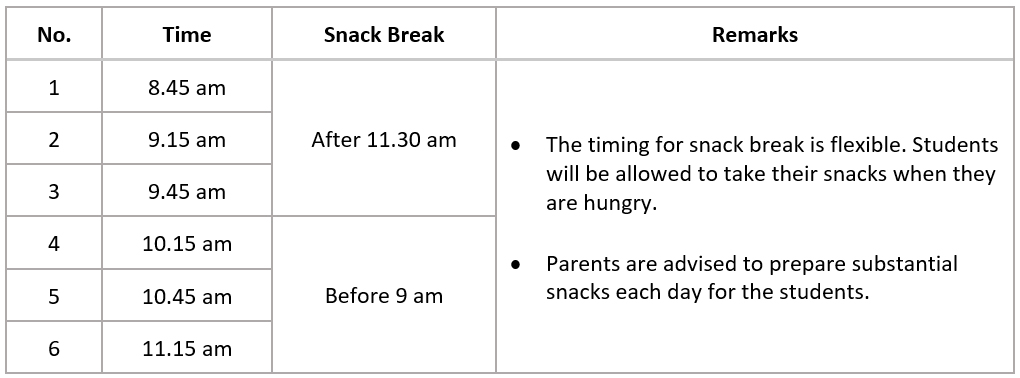 No. Time Snack Break Remarks
1 8.45 am
2 9.15 am
3 9.45 am
After 11.30 am
4 10.15 am
5 10.45 am
6 11.15 am
Before 9 am
• The timing for snack break is flexible. Students
will be allowed to take their snacks when they
are hungry.
• Parents are advised to prepare substantial
snacks each day for the students.